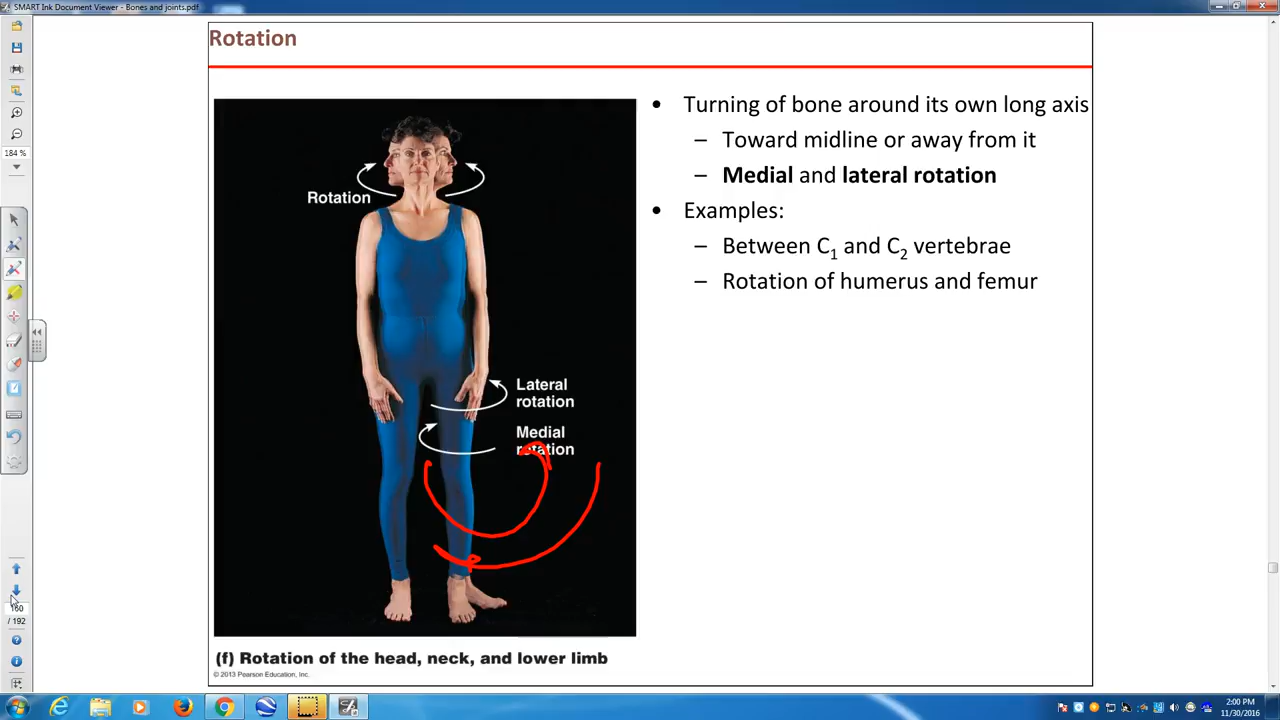 SMART Ink Document Viewer - Bones and joints.pdf
Rotation
• Turning of bone around its own long axis
– Toward midline or away from it
– Medial and lateral rotation
• Examples:
– Between C1 and C2 vertebrae
– Rotation of humerus and femur
Rotation
Lateral
rotation
Medial
rotation
(f) Rotation of the head, neck, and lower limb
© 2013 Pearson Education, Inc.
184 %
160
/ 192
2:00 PM
11/30/2016